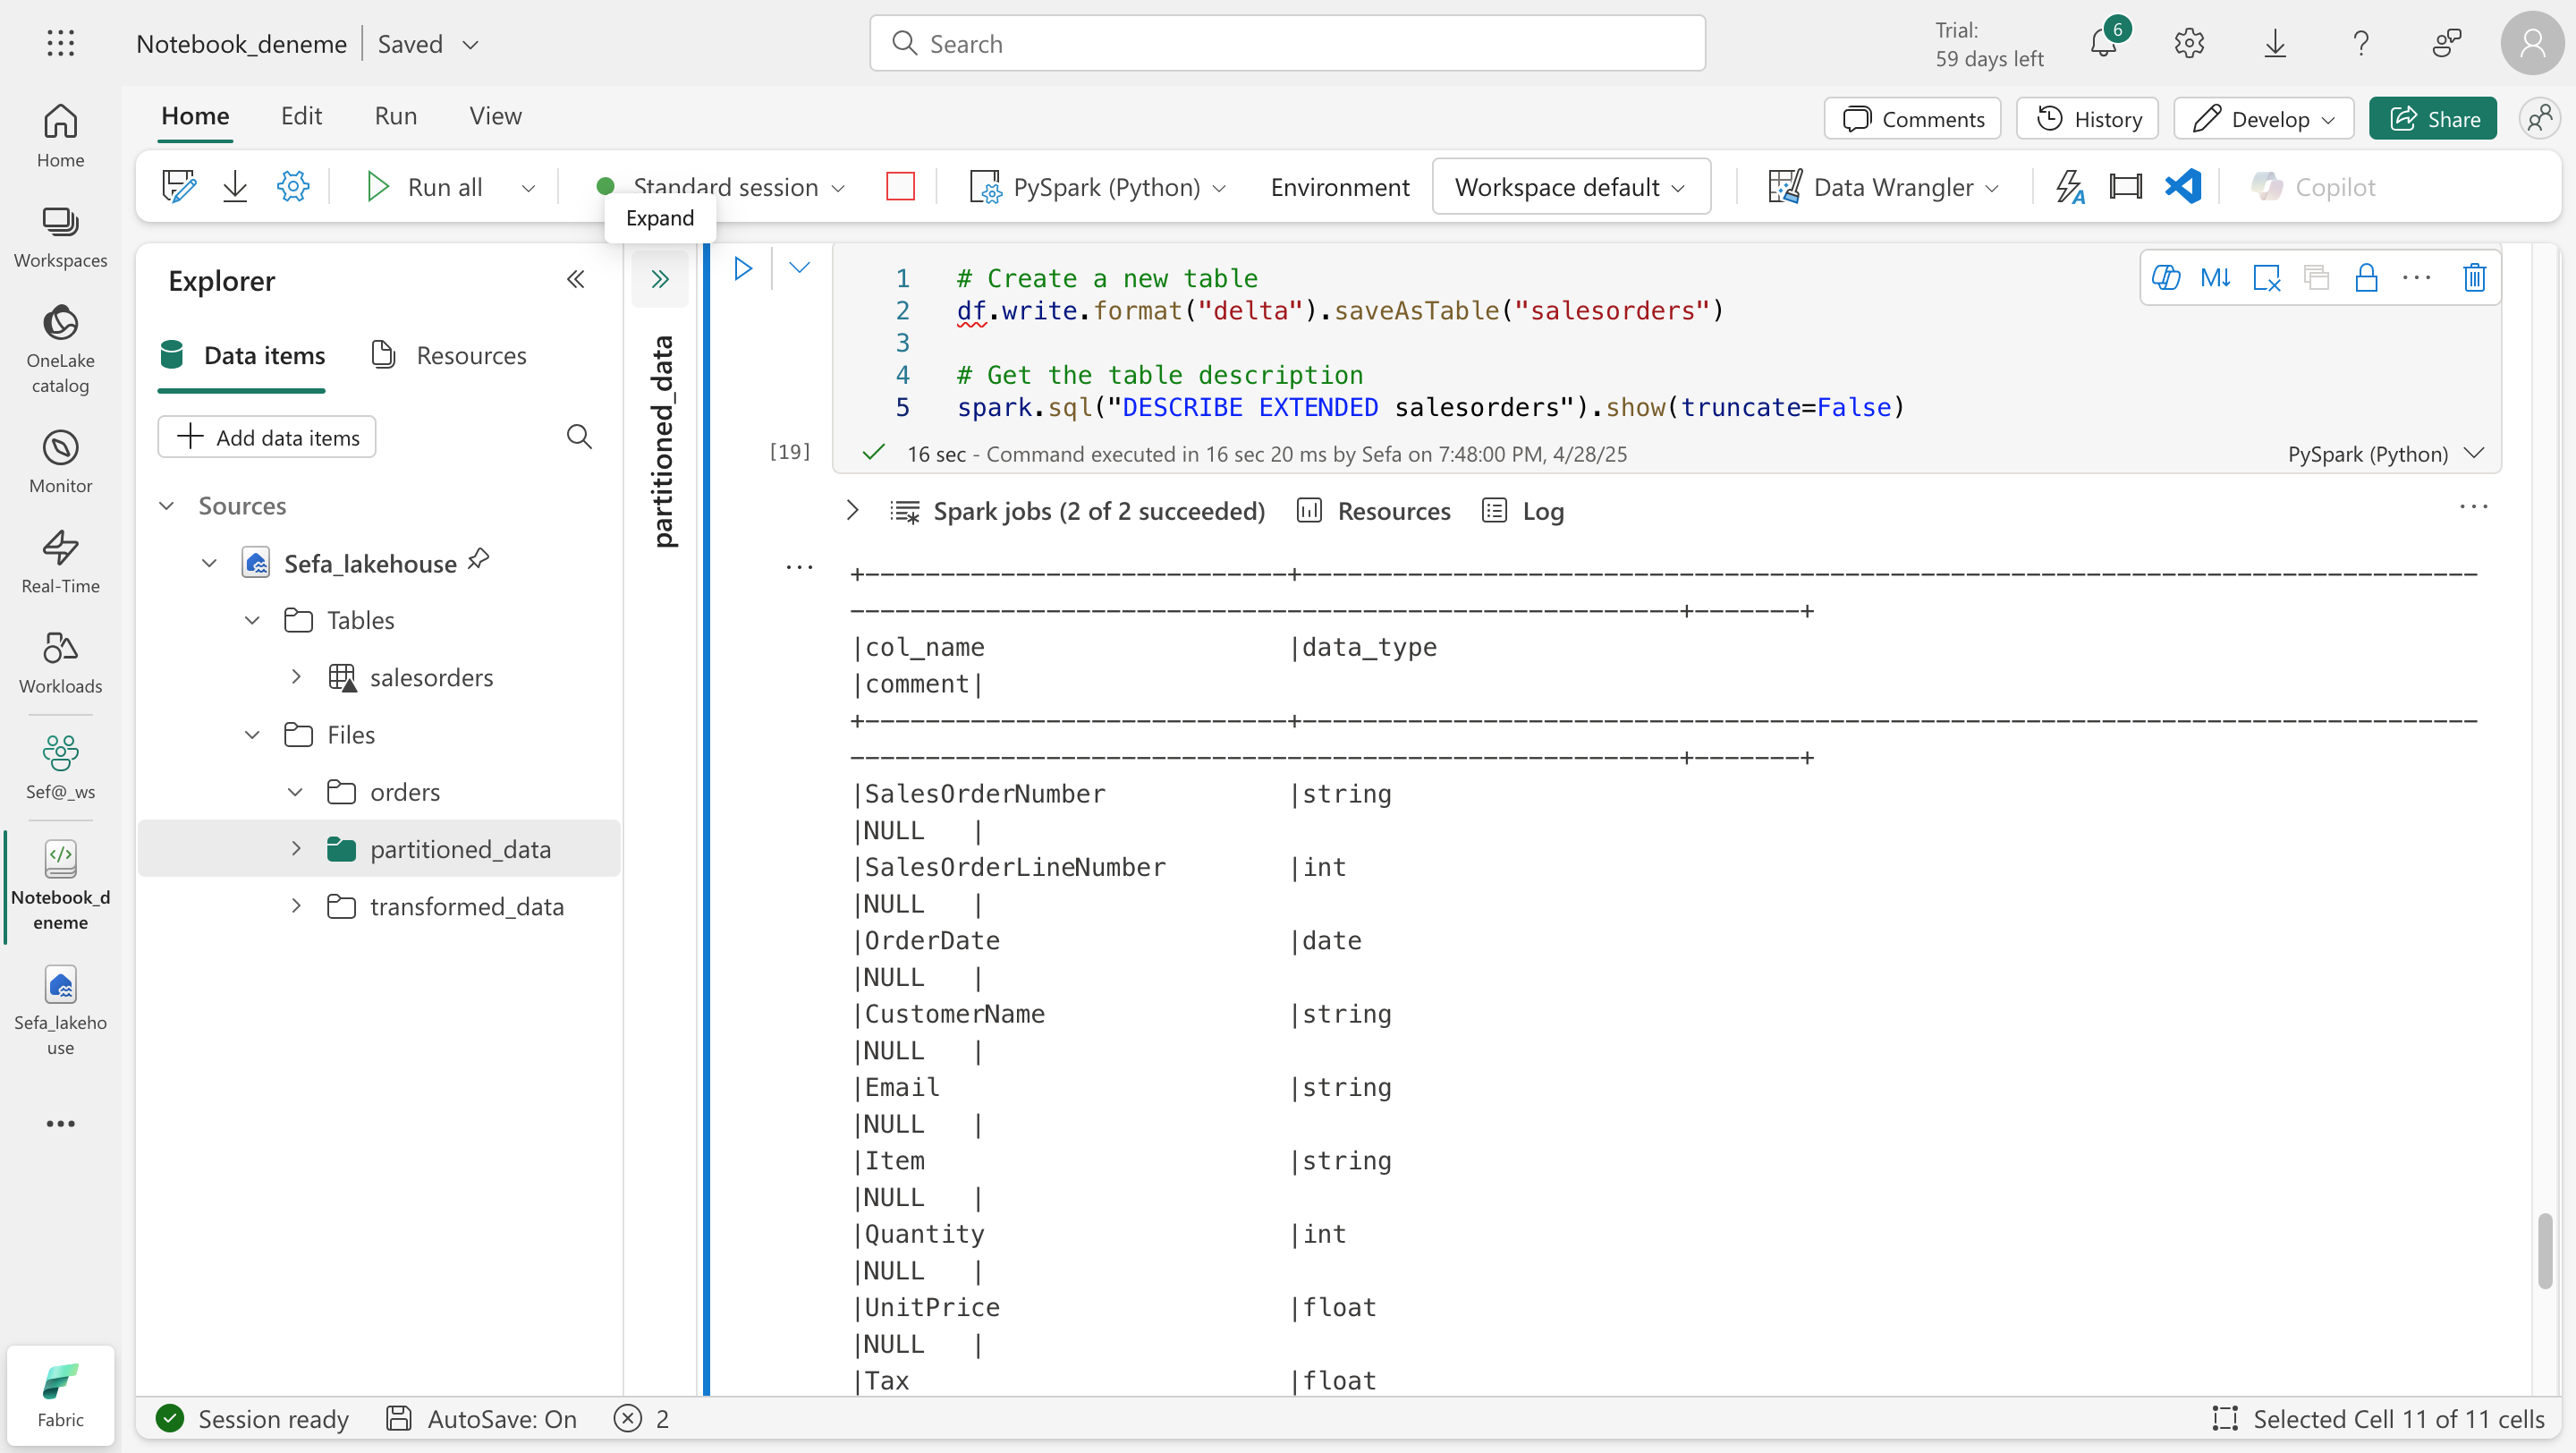 Notebook_deneme
Saved
Search
Trial:
59 days left
6
Home
Edit
Run
View
Comments
History
Develop
Share
Run all
Standard session
PySpark (Python)
Environment
Workspace default
Data Wrangler
Copilot
Expand
Home
Workspaces
OneLake
catalog
Monitor
Real-Time
Workloads
Sef@_ws
Notebook_d
eneme
Sefa_lakeho
use
Fabric
Explorer
Data items
Resources
Add data items
Sources
Sefa_lakehouse
Tables
salesorders
Files
orders
partitioned_data
transformed_data
partitioned_data
1 # Create a new table
2 df.write.format("delta").saveAsTable("salesorders")
3
4 # Get the table description
5 spark.sql("DESCRIBE EXTENDED salesorders").show(truncate=False)
M↓
[19]
16 sec - Command executed in 16 sec 20 ms by Sefa on 7:48:00 PM, 4/28/25
PySpark (Python)
Spark jobs (2 of 2 succeeded)
Resources
Log
+----------------------------+------------------------------------------------------------------------------
-------------------------------------------------------+-------+
|col_name |data_type
|comment|
+----------------------------+------------------------------------------------------------------------------
-------------------------------------------------------+-------+
|SalesOrderNumber |string
|NULL |
|SalesOrderLineNumber |int
|NULL |
|OrderDate |date
|NULL |
|CustomerName |string
|NULL |
|Email |string
|NULL |
|Item |string
|NULL |
|Quantity |int
|NULL |
|UnitPrice |float
|NULL |
|Tax |float
Session ready
AutoSave: On
2
Selected Cell 11 of 11 cells